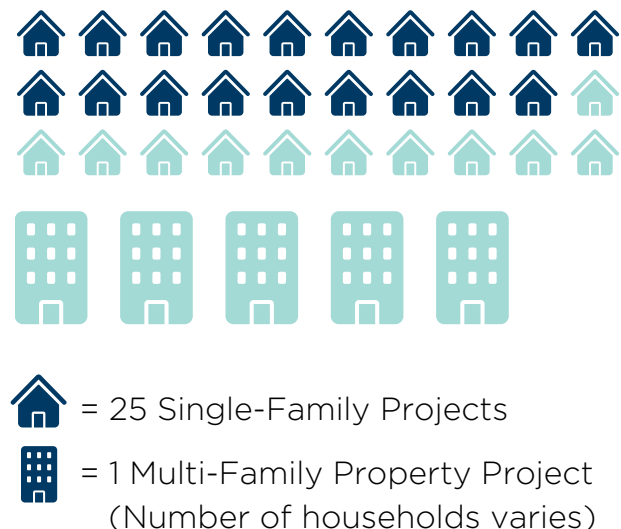 = 25 Single-Family Projects
= 1 Multi-Family Property Project
(Number of households varies)